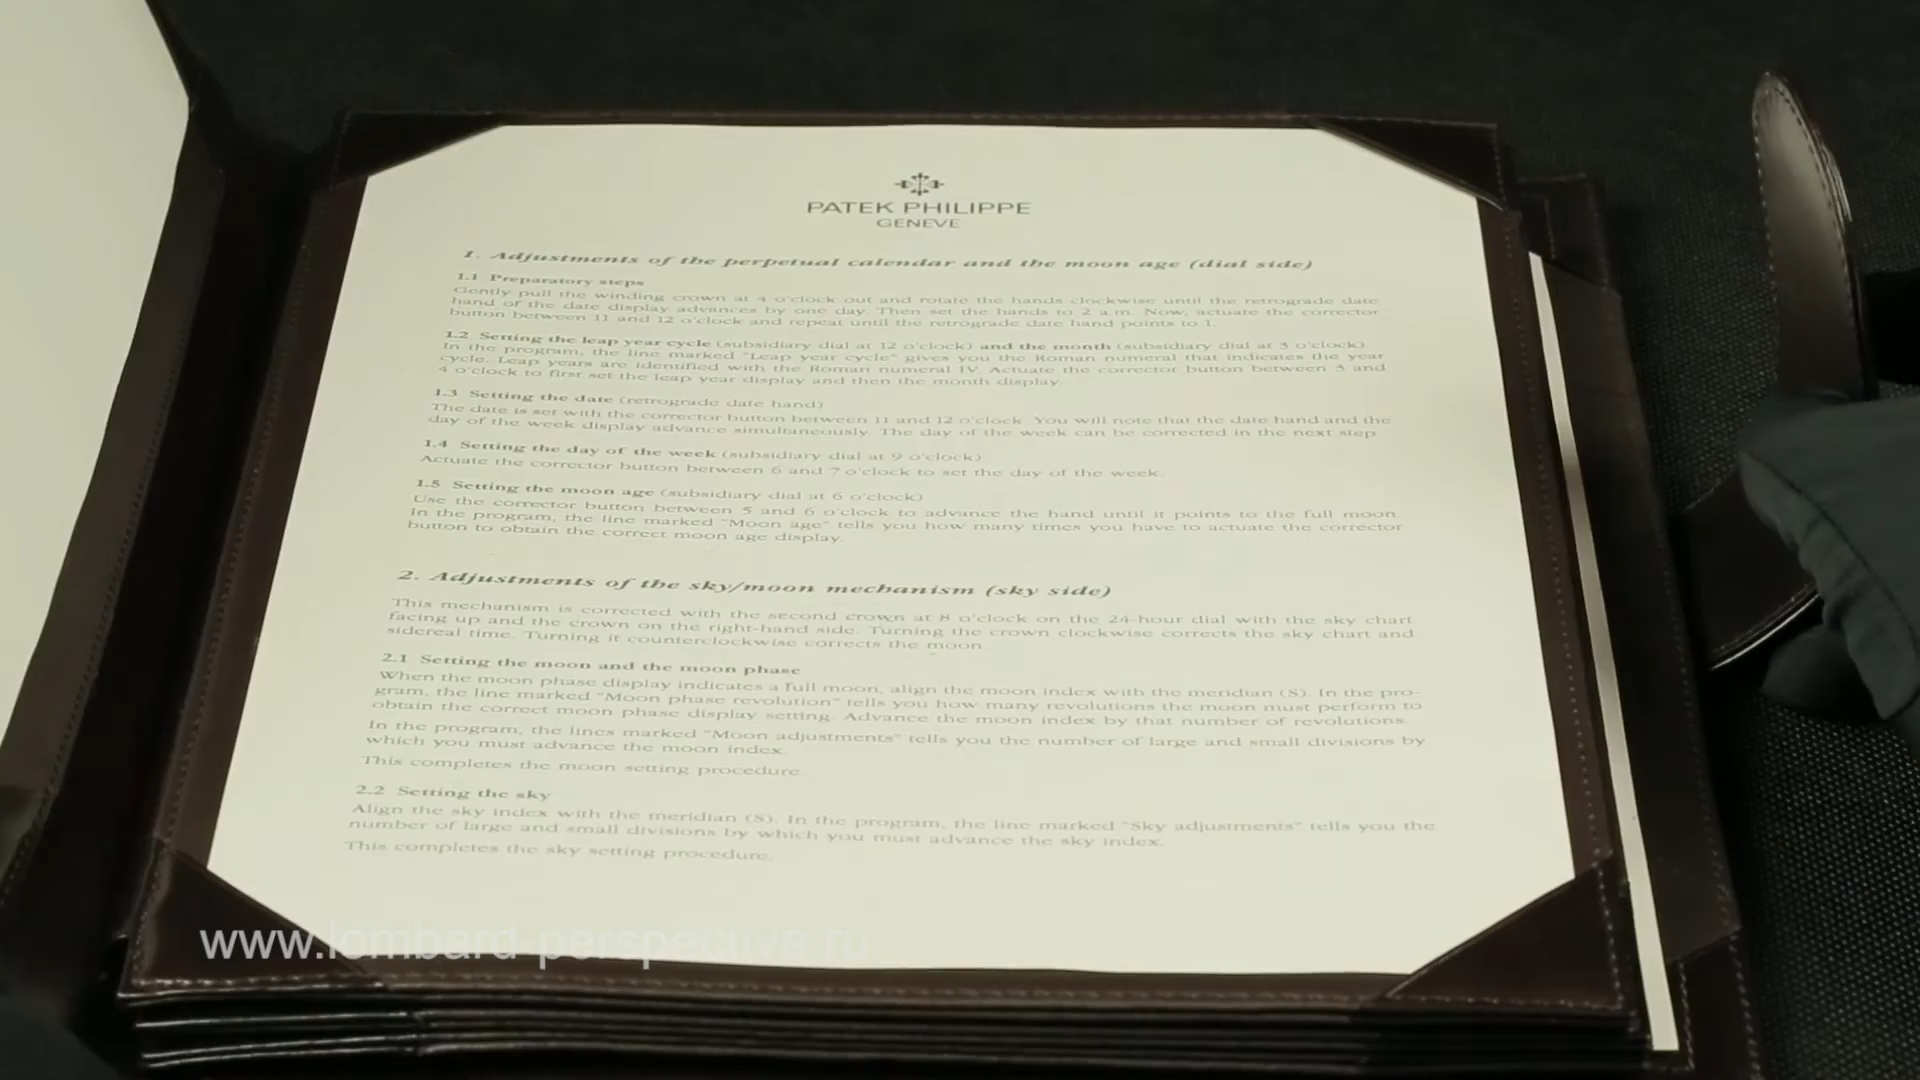 PATEK PHILIPPE
GENEVE
1. Adjustments of the perpetual calendar and the moon age (dial side)
1.1 Preparatory steps
Gently pull the winding crown at 4 o'clock out and rotate the hands clockwise until the retrograde date
hand of the date display advances by one day. Then set the hands to 2 a.m. Now, actuate the corrector
button between 11 and 12 o'clock and repeat until the retrograde date hand points to 1.
1.2 Setting the leap year cycle (subsidiary dial at 12 o'clock) and the month (subsidiary dial at 3 o'clock).
In the program, the line marked "Leap year cycle" gives you the Roman numeral that indicates the year
cycle. Leap years are identified with the Roman numeral IV. Actuate the corrector button between 3 and
4 o'clock to first set the leap year display and then the month display.
1.3 Setting the date (retrograde date hand)
The date is set with the corrector button between 11 and 12 o'clock. You will note that the date hand and the
day of the week display advance simultaneously. The day of the week can be corrected in the next step.
1.4 Setting the day of the week (subsidiary dial at 9 o'clock)
Actuate the corrector button between 6 and 7 o'clock to set the day of the week.
1.5 Setting the moon age (subsidiary dial at 6 o'clock)
Use the corrector button between 5 and 6 o'clock to advance the hand until it points to the full moon.
In the program, the line marked "Moon age" tells you how many times you have to actuate the corrector
button to obtain the correct moon age display.
2. Adjustments of the sky/moon mechanism (sky side)
This mechanism is corrected with the second crown at 8 o'clock on the 24-hour dial with the sky chart
facing up and the crown on the right-hand side. Turning the crown clockwise corrects the sky chart and
sidereal time. Turning it counterclockwise corrects the moon.
2.1 Setting the moon and the moon phase
When the moon phase display indicates a full moon, align the moon index with the meridian (S). In the pro-
gram, the line marked "Moon phase revolution" tells you how many revolutions the moon must perform to
obtain the correct moon phase display setting. Advance the moon index by that number of revolutions.
In the program, the lines marked "Moon adjustments" tells you the number of large and small divisions by
which you must advance the moon index.
This completes the moon setting procedure.
2.2 Setting the sky
Align the sky index with the meridian (S). In the program, the line marked "Sky adjustments" tells you the
number of large and small divisions by which you must advance the sky index.
This completes the sky setting procedure.
www.lombard-perspectiva.ru